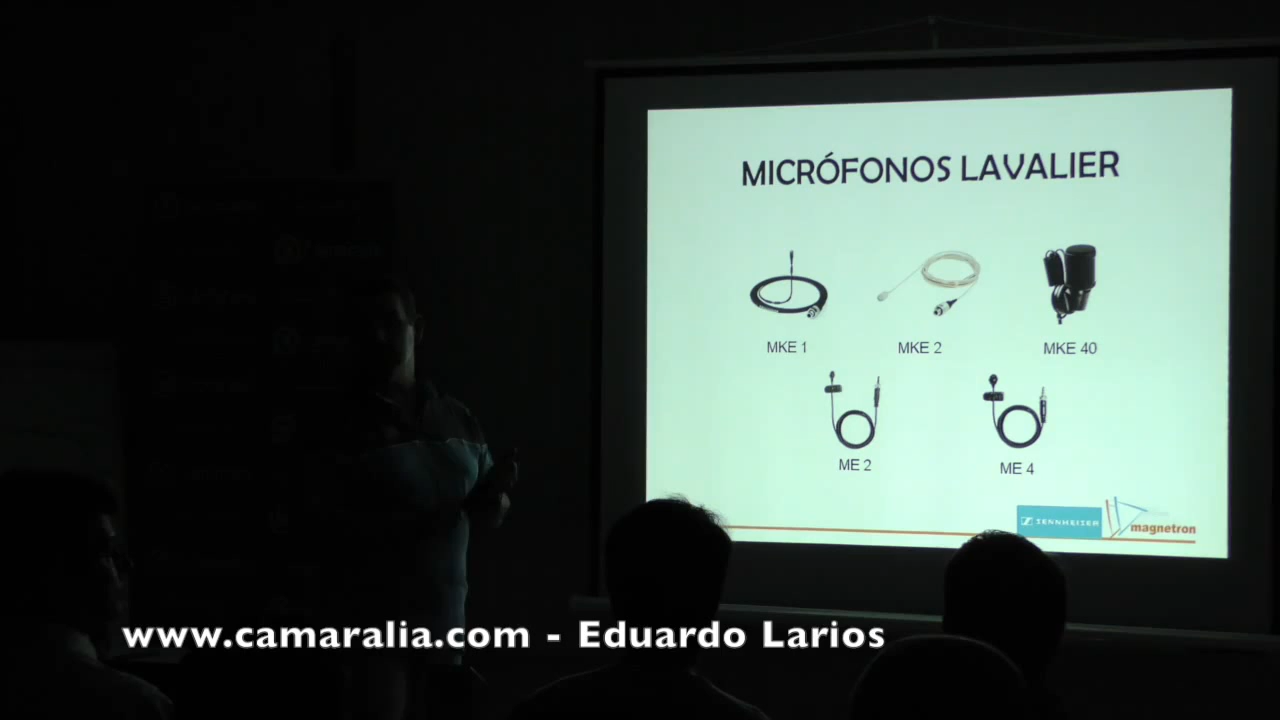 MICRÓFONOS LAVALIER
MKE 1
MKE 2
MKE 40
ME 2
ME 4
SENNHEISER
magnetron
www.camaralia.com - Eduardo Larios